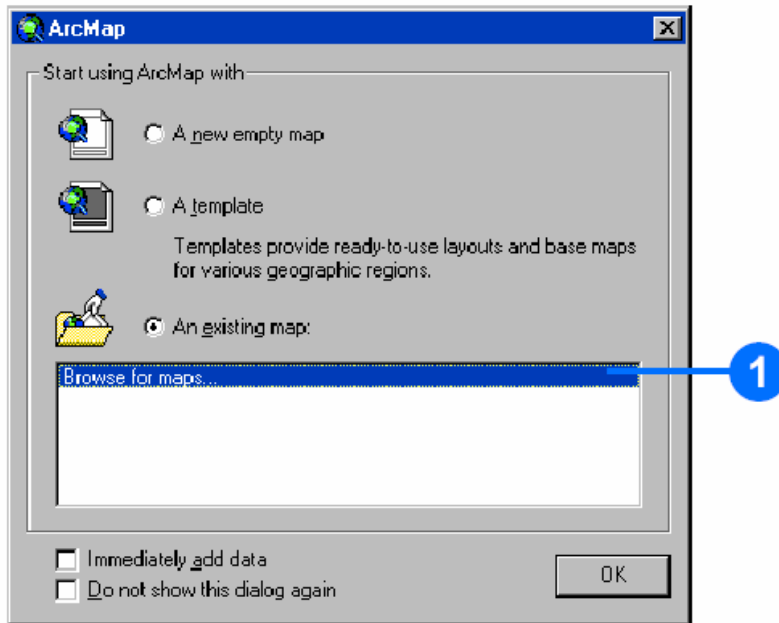 ArcMap
Start using ArcMap with
A new empty map
A template
Templates provide ready-to-use layouts and base maps
for various geographic regions.
An existing map:
Browse for maps...
1
Immediately add data
Do not show this dialog again
OK